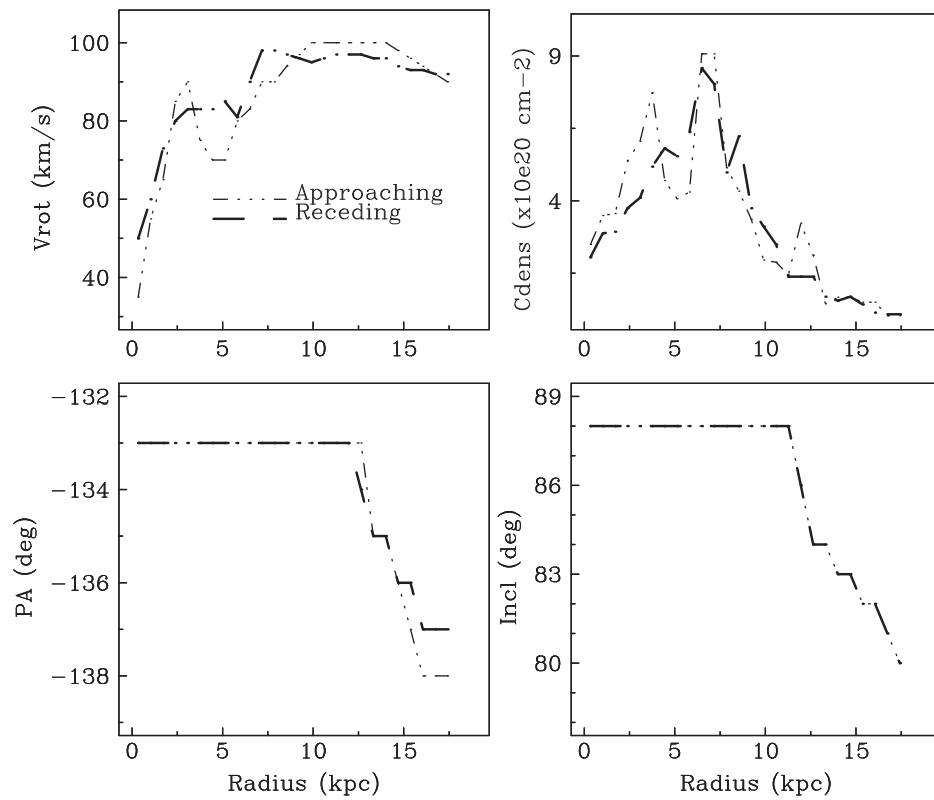 Vrot (km/s)
100
80
60
40
Approaching
Receding
0 5 10 15
Cdens (x10e20 cm−2)
9
4
0 5 10 15
PA (deg)
−132
−134
−136
−138
0 5 10 15
Radius (kpc)
Incl (deg)
89
86
83
80
0 5 10 15
Radius (kpc)